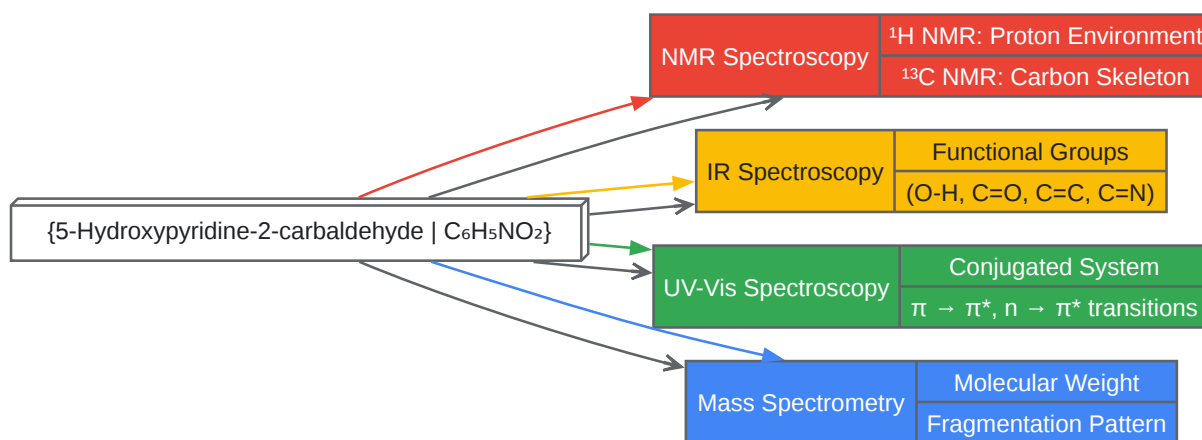 NMR Spectroscopy
¹H NMR: Proton Environment
¹³C NMR: Carbon Skeleton
IR Spectroscopy
Functional Groups
(O-H, C=O, C=C, C=N)
{5-Hydroxypyridine-2-carbaldehyde | C₆H₅NO₂}
UV-Vis Spectroscopy
Conjugated System
π → π*, n → π* transitions
Mass Spectrometry
Molecular Weight
Fragmentation Pattern